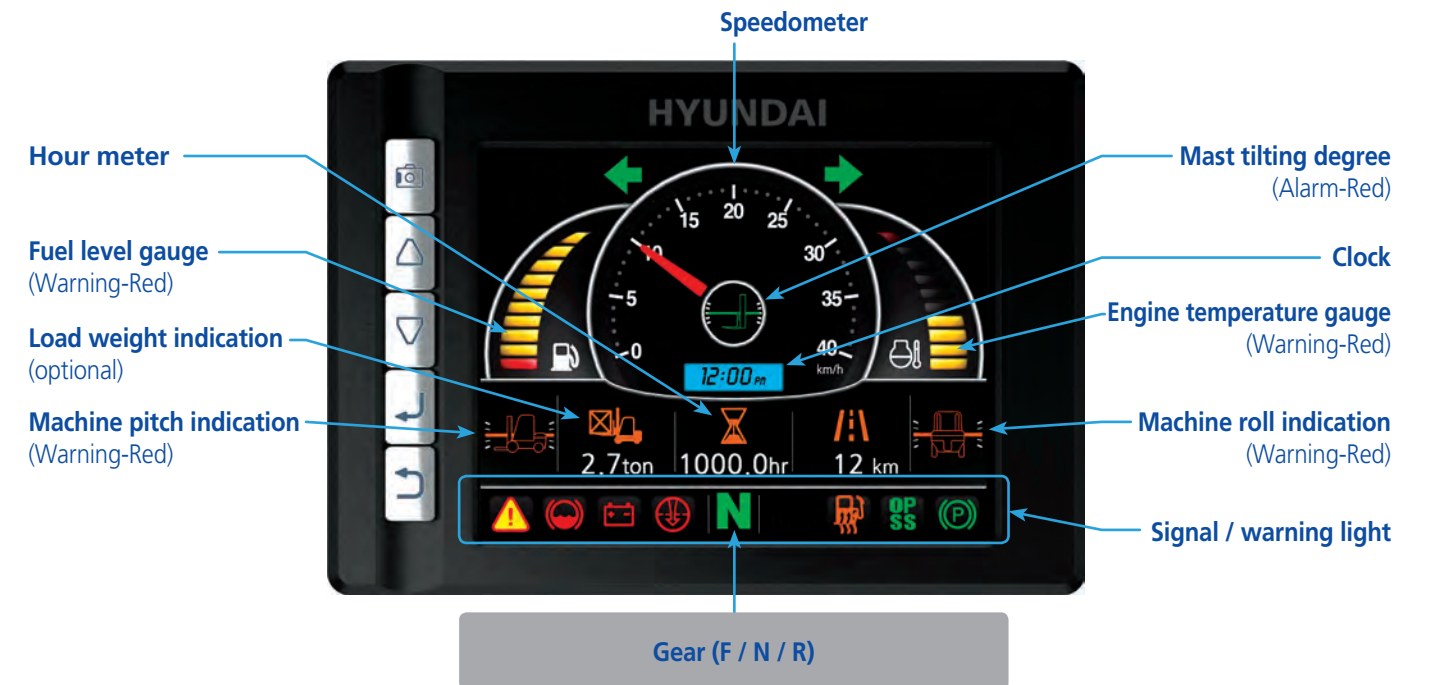 Speedometer
HYUNDAI
Hour meter
Mast tilting degree
(Alarm-Red)
Fuel level gauge
(Warning-Red)
Clock
Load weight indication
(optional)
Engine temperature gauge
(Warning-Red)
Machine pitch indication
(Warning-Red)
Machine roll indication
(Warning-Red)
0
5
10
15
20
25
30
35
40
km/h
12:00 PM
2.7ton
1000.0hr
12 km
N
OP
SS
P
Signal / warning light
Gear (F / N / R)